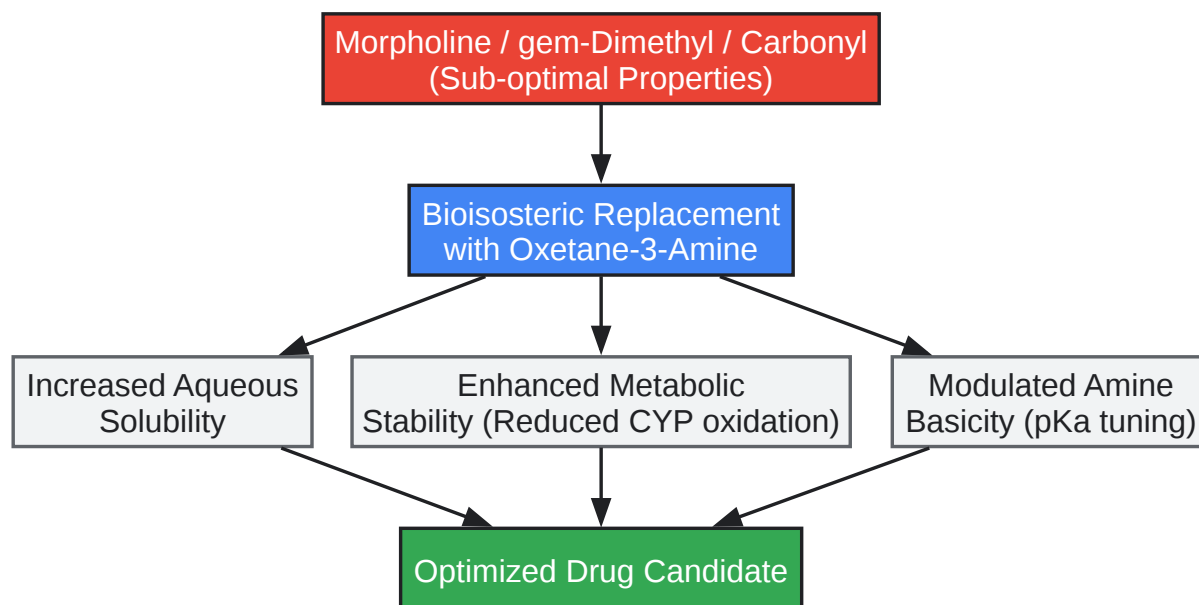 Morpholine / gem-Dimethyl / Carbonyl
(Sub-optimal Properties)
Bioisosteric Replacement
with Oxetane-3-Amine
Increased Aqueous
Solubility
Enhanced Metabolic
Stability (Reduced CYP oxidation)
Modulated Amine
Basicity (pKa tuning)
Optimized Drug Candidate